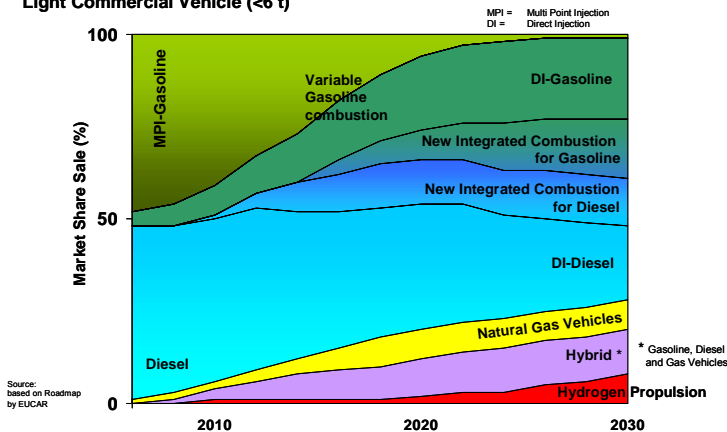 Light Commercial Vehicle (<6 t)
MPI = Multi Point Injection
DI = Direct Injection
Market Share Sale (%)
100
50
0
MPI-Gasoline
Variable
Gasoline
combustion
DI-Gasoline
New Integrated Combustion
for Gasoline
New Integrated Combustion
for Diesel
DI-Diesel
Natural Gas Vehicles
Diesel
Hybrid *
* Gasoline, Diesel
and Gas Vehicles
Hydrogen Propulsion
Source:
based on Roadmap
by EUCAR
2010
2020
2030